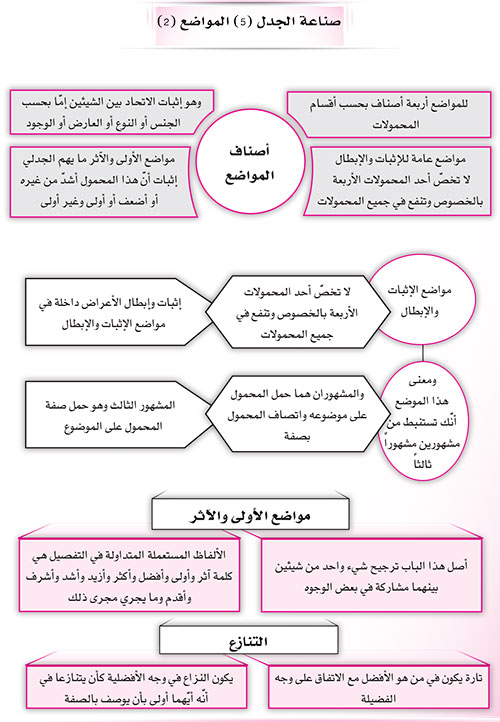 صناعة الجدل (5) المواضع (2)
للمواضع أربعة أصناف بحسب أقسام
المحمولات
وهو إثبات الاتحاد بين الشيئين إمّا بحسب
الجنس أو النوع أو العارض أو الوجود
أصناف
المواضع
مواضع عامة للإثبات والإبطال
لا تخصّ أحد المحمولات الأربعة
بالخصوص وتنفع في جميع المحمولات
مواضع الأولى والآثر ما يهم الجدلي
إثبات أنّ هذا المحمول أشدّ من غيره
أو أضعف أو أولى وغير أولى
مواضع الإثبات
والإبطال
لا تخصّ أحد المحمولات
الأربعة بالخصوص وتنفع في
جميع المحمولات
إثبات وإبطال الأعراض داخلة في
مواضع الإثبات والإبطال
ومعنى
هذا الموضع
أنّك تستنبط من
مشهورين مشهوراً
ثالثاً
والمشهوران هما حمل المحمول
على موضوعه واتصاف المحمول
بصفة
المشهور الثالث وهو حمل صفة
المحمول على الموضوع
مواضع الأولى والآثر
أصل هذا الباب ترجيح شيء واحد من شيئين
بينهما مشاركة في بعض الوجوه
الألفاظ المستعملة المتداولة في التفصيل هي
كلمة آثر وأولى وأفضل وأكثر وأزيد وأشد وأشرف
وأقدم وما يجري مجرى ذلك
التنازع
تارة يكون في من هو الأفضل مع الاتفاق على وجه
الفضيلة
يكون النزاع في وجه الأفضلية كأن يتنازعا في
أنّه أيّهما أولى بأن يوصف بالصفة